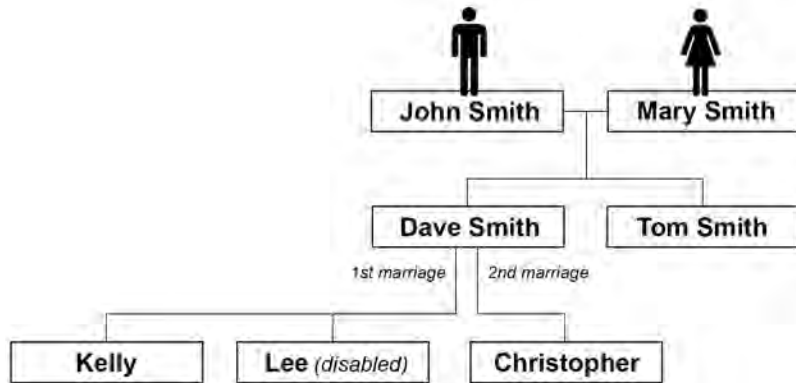 John Smith
Mary Smith
Dave Smith
Tom Smith
1st marriage
2nd marriage
Kelly
Lee (disabled)
Christopher